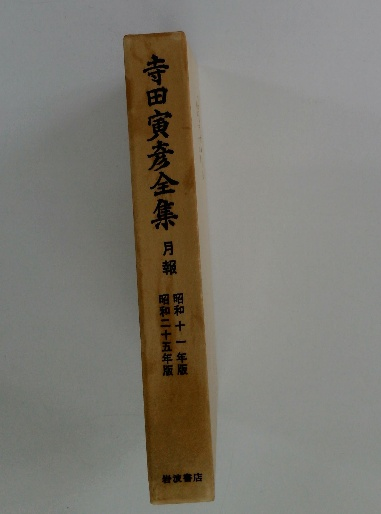 寺田寅彦全集
月報
昭和十一年版
昭和二十五年版
岩波書店